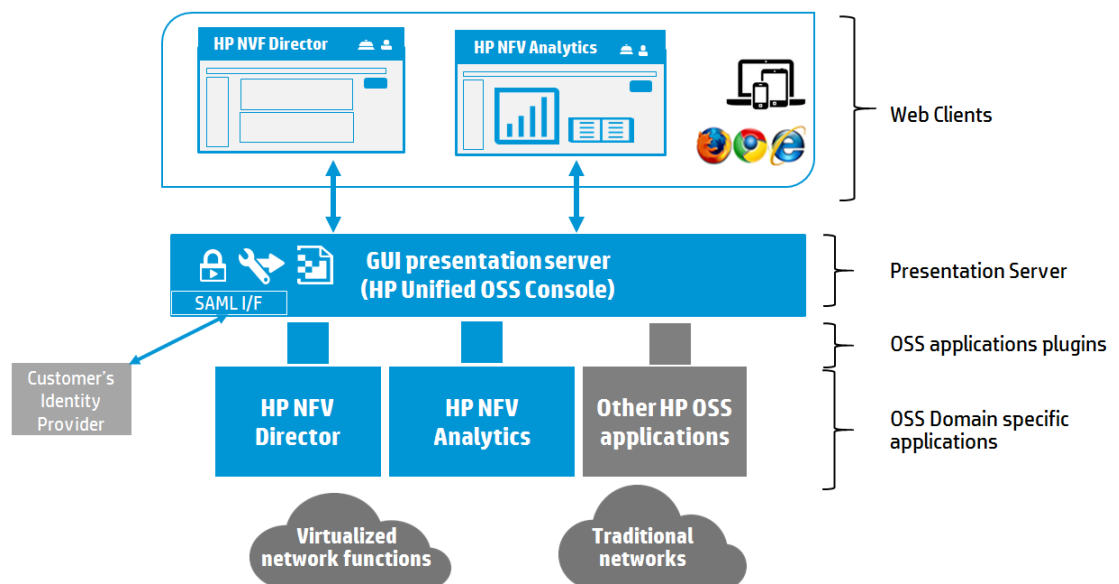 HP NVF Director
HP NFV Analytics
Web Clients
GUI presentation server
(HP Unified OSS Console)
SAML I/F
Presentation Server
OSS applications plugins
Customer's
Identity
Provider
HP NFV
Director
HP NFV
Analytics
Other HP OSS
applications
OSS Domain specific
applications
Virtualized
network functions
Traditional
networks